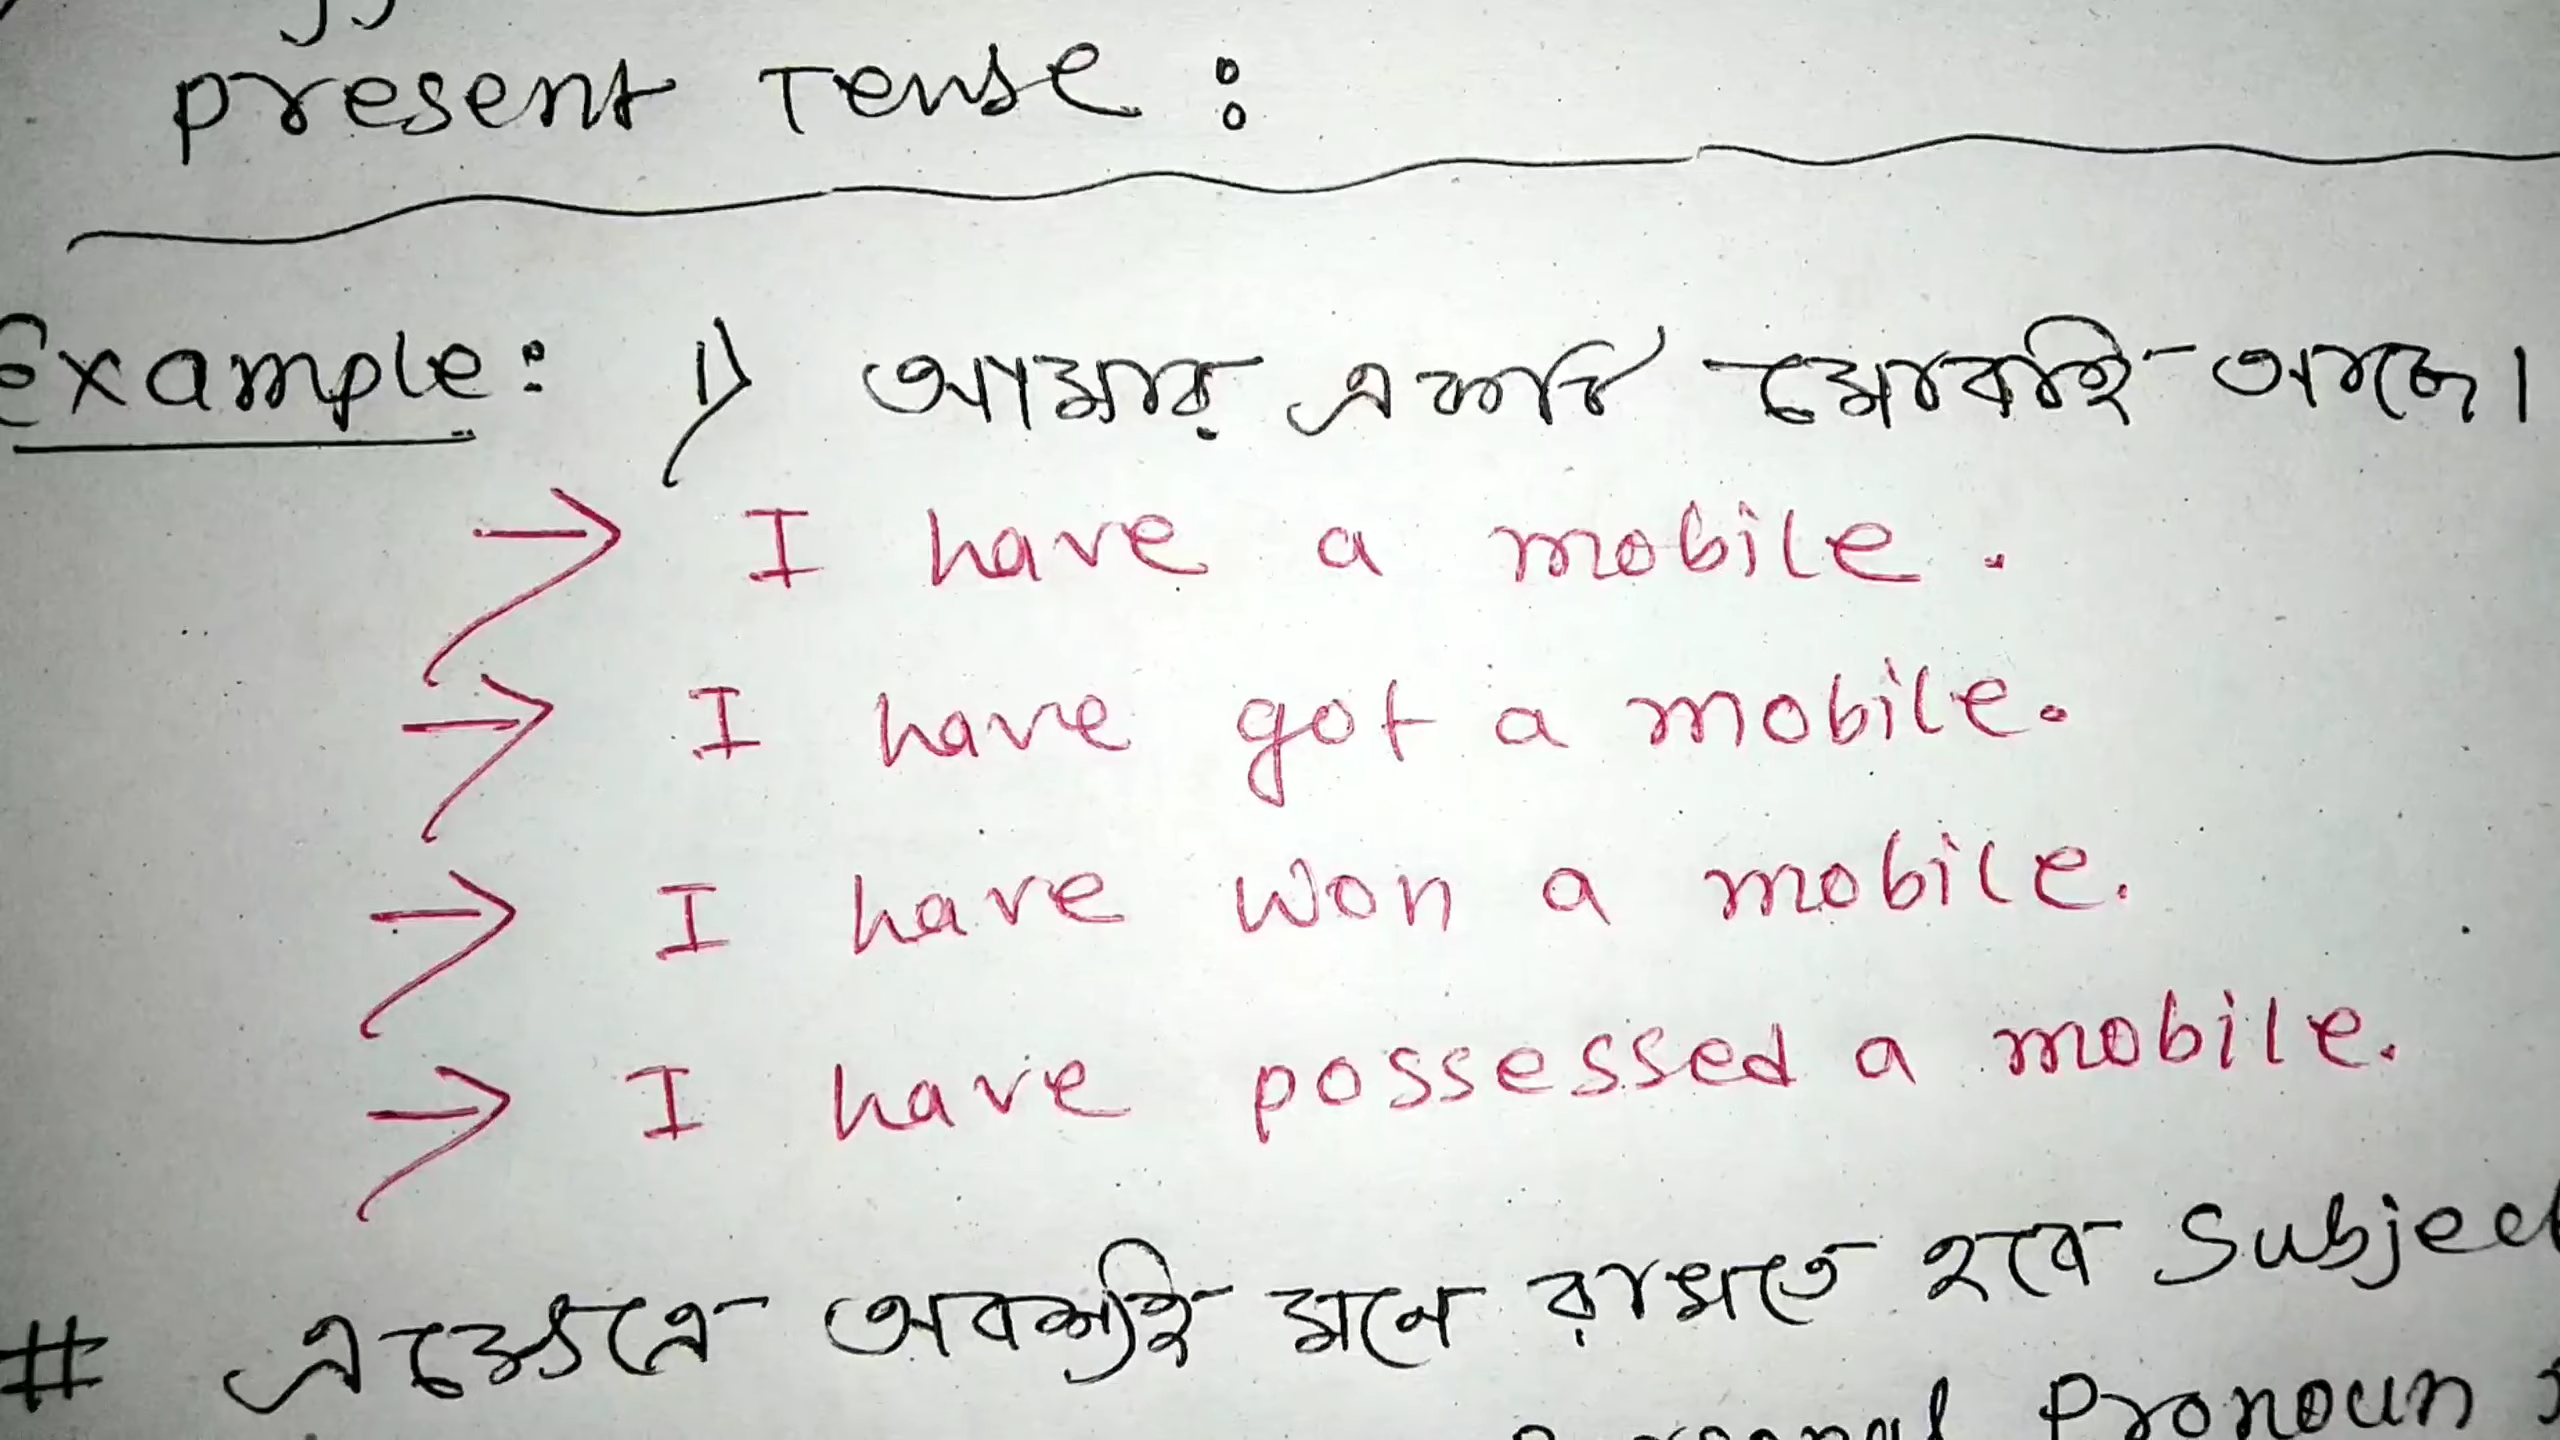 present Tense :
Example : 1) আমার একটি মোবাইল আছে।
→ I have a mobile.
→ I have got a mobile.
→ I have won a mobile.
→ I have possessed a mobile.
# এক্ষেত্রে অবশ্যই মনে রাখতে হবে Subject
Pronoun